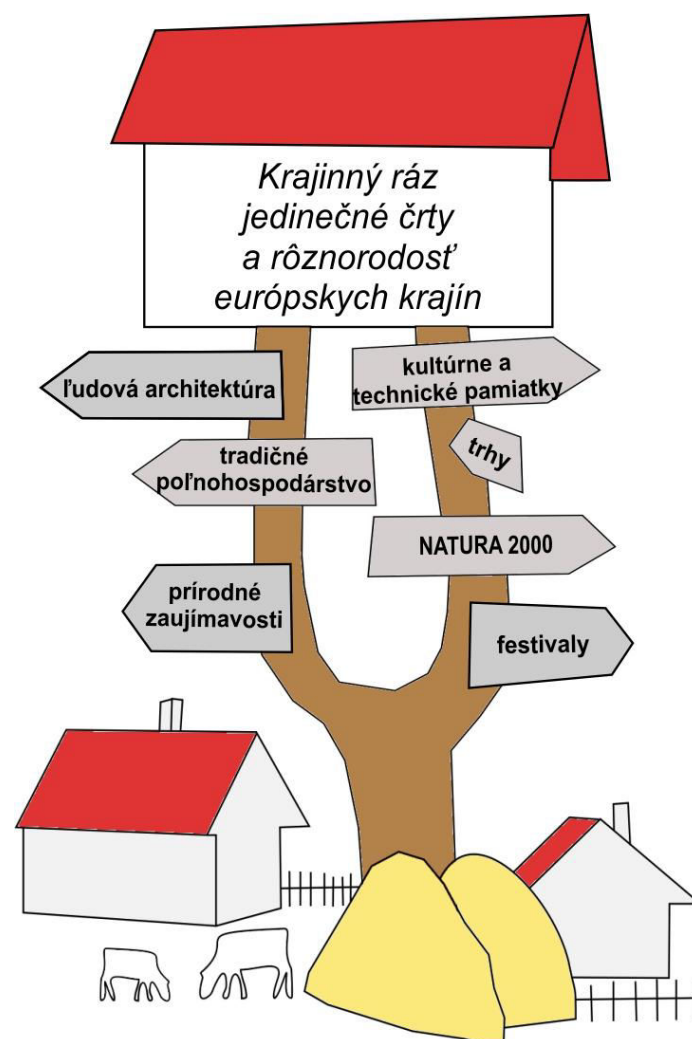 Krajinný ráz
jedinečné črty
a rôznorodosť
európskych krajín
ľudová architektúra
kultúrne a
technické pamiatky
tradičné
poľnohospodárstvo
trhy
NATURA 2000
prírodné
zaujímavosti
festivaly